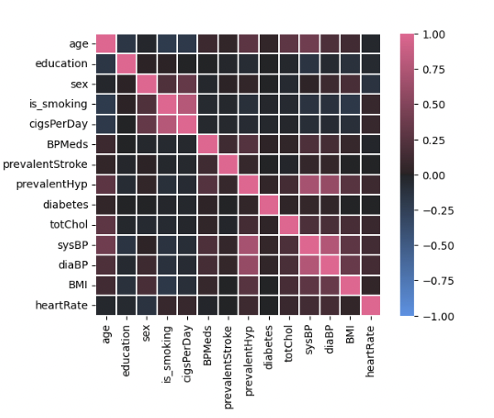 age
education
sex
is_smoking
cigsPerDay
BPMeds
prevalentStroke
prevalentHyp
diabetes
totChol
sysBP
diaBP
BMI
heartRate
age
education
sex
is_smoking
cigsPerDay
BPMeds
prevalentStroke
prevalentHyp
diabetes
totChol
sysBP
diaBP
BMI
heartRate
1.00
0.75
0.50
0.25
0.00
−0.25
−0.50
−0.75
−1.00